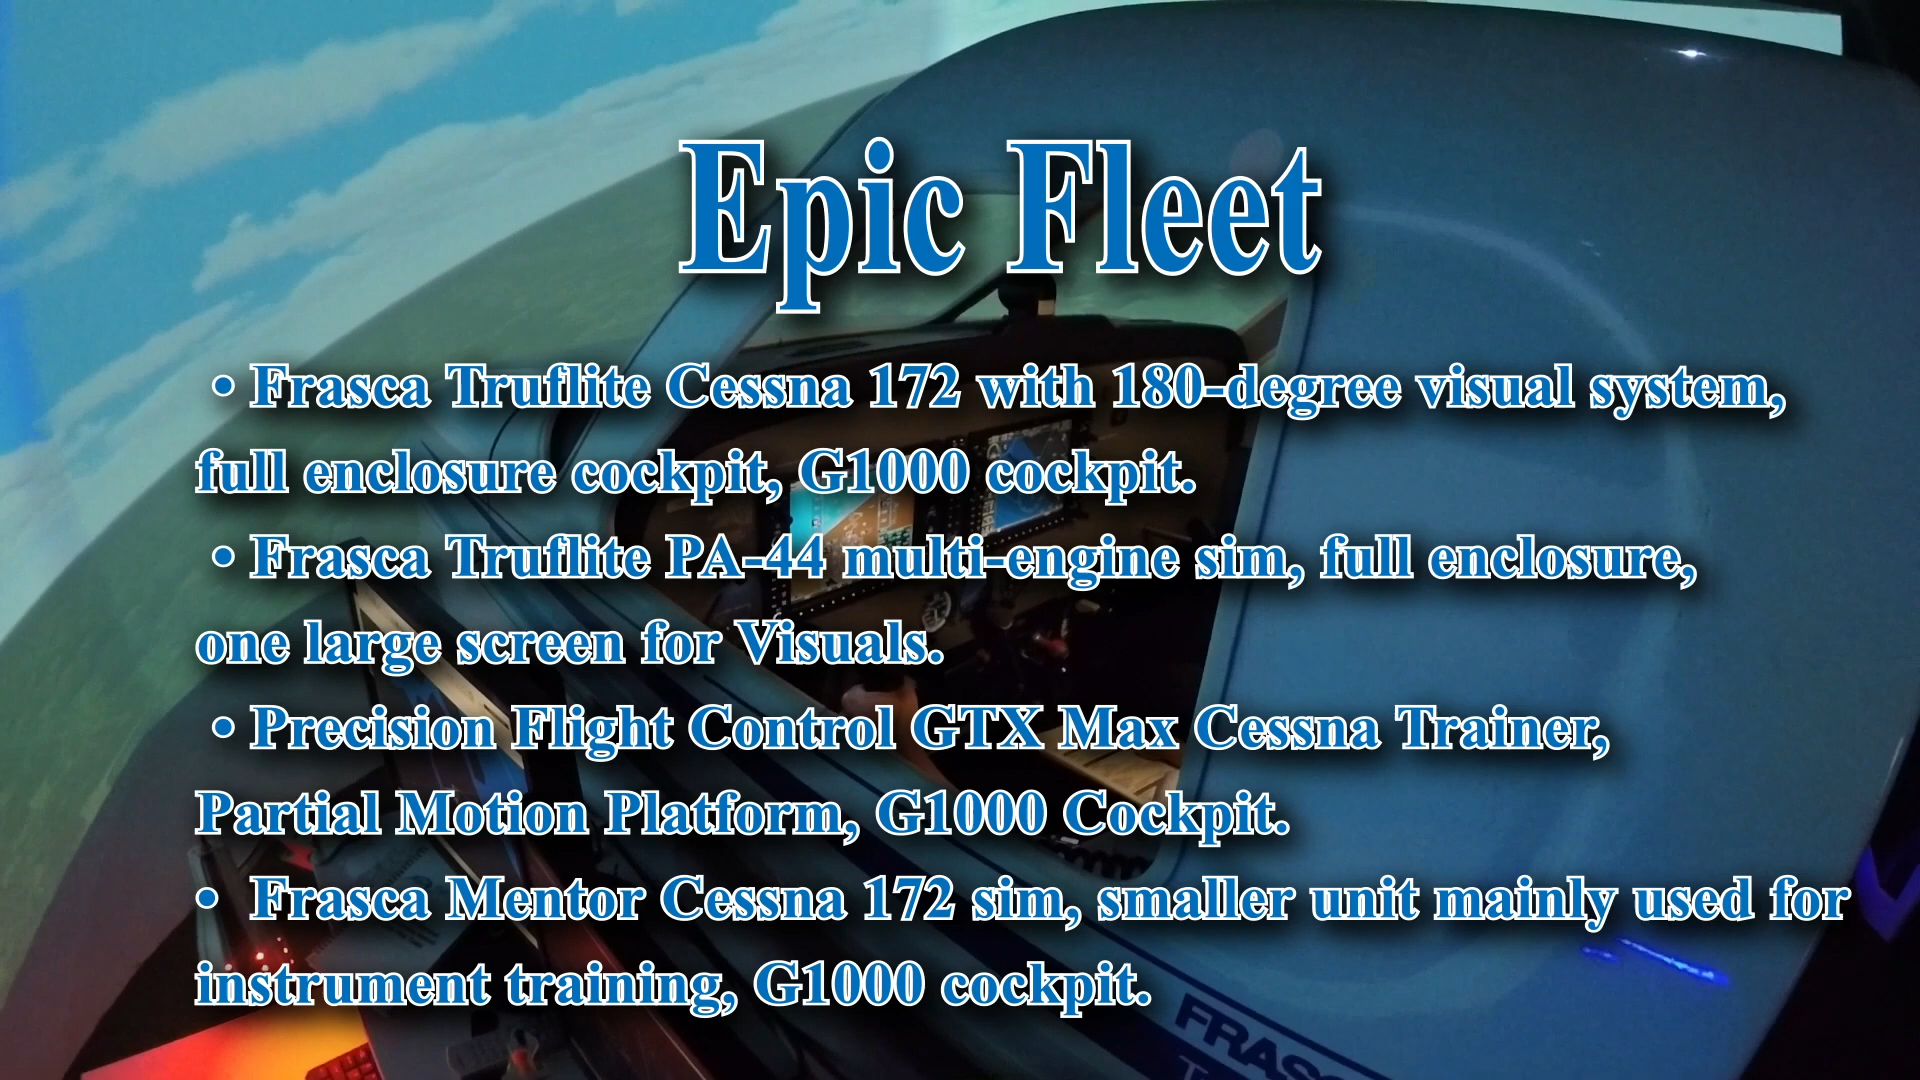 Epic Fleet
• Frasca Truflite Cessna 172 with 180-degree visual system,
full enclosure cockpit, G1000 cockpit.
• Frasca Truflite PA-44 multi-engine sim, full enclosure,
one large screen for Visuals.
• Precision Flight Control GTX Max Cessna Trainer,
Partial Motion Platform, G1000 Cockpit.
• Frasca Mentor Cessna 172 sim, smaller unit mainly used for
instrument training, G1000 cockpit.